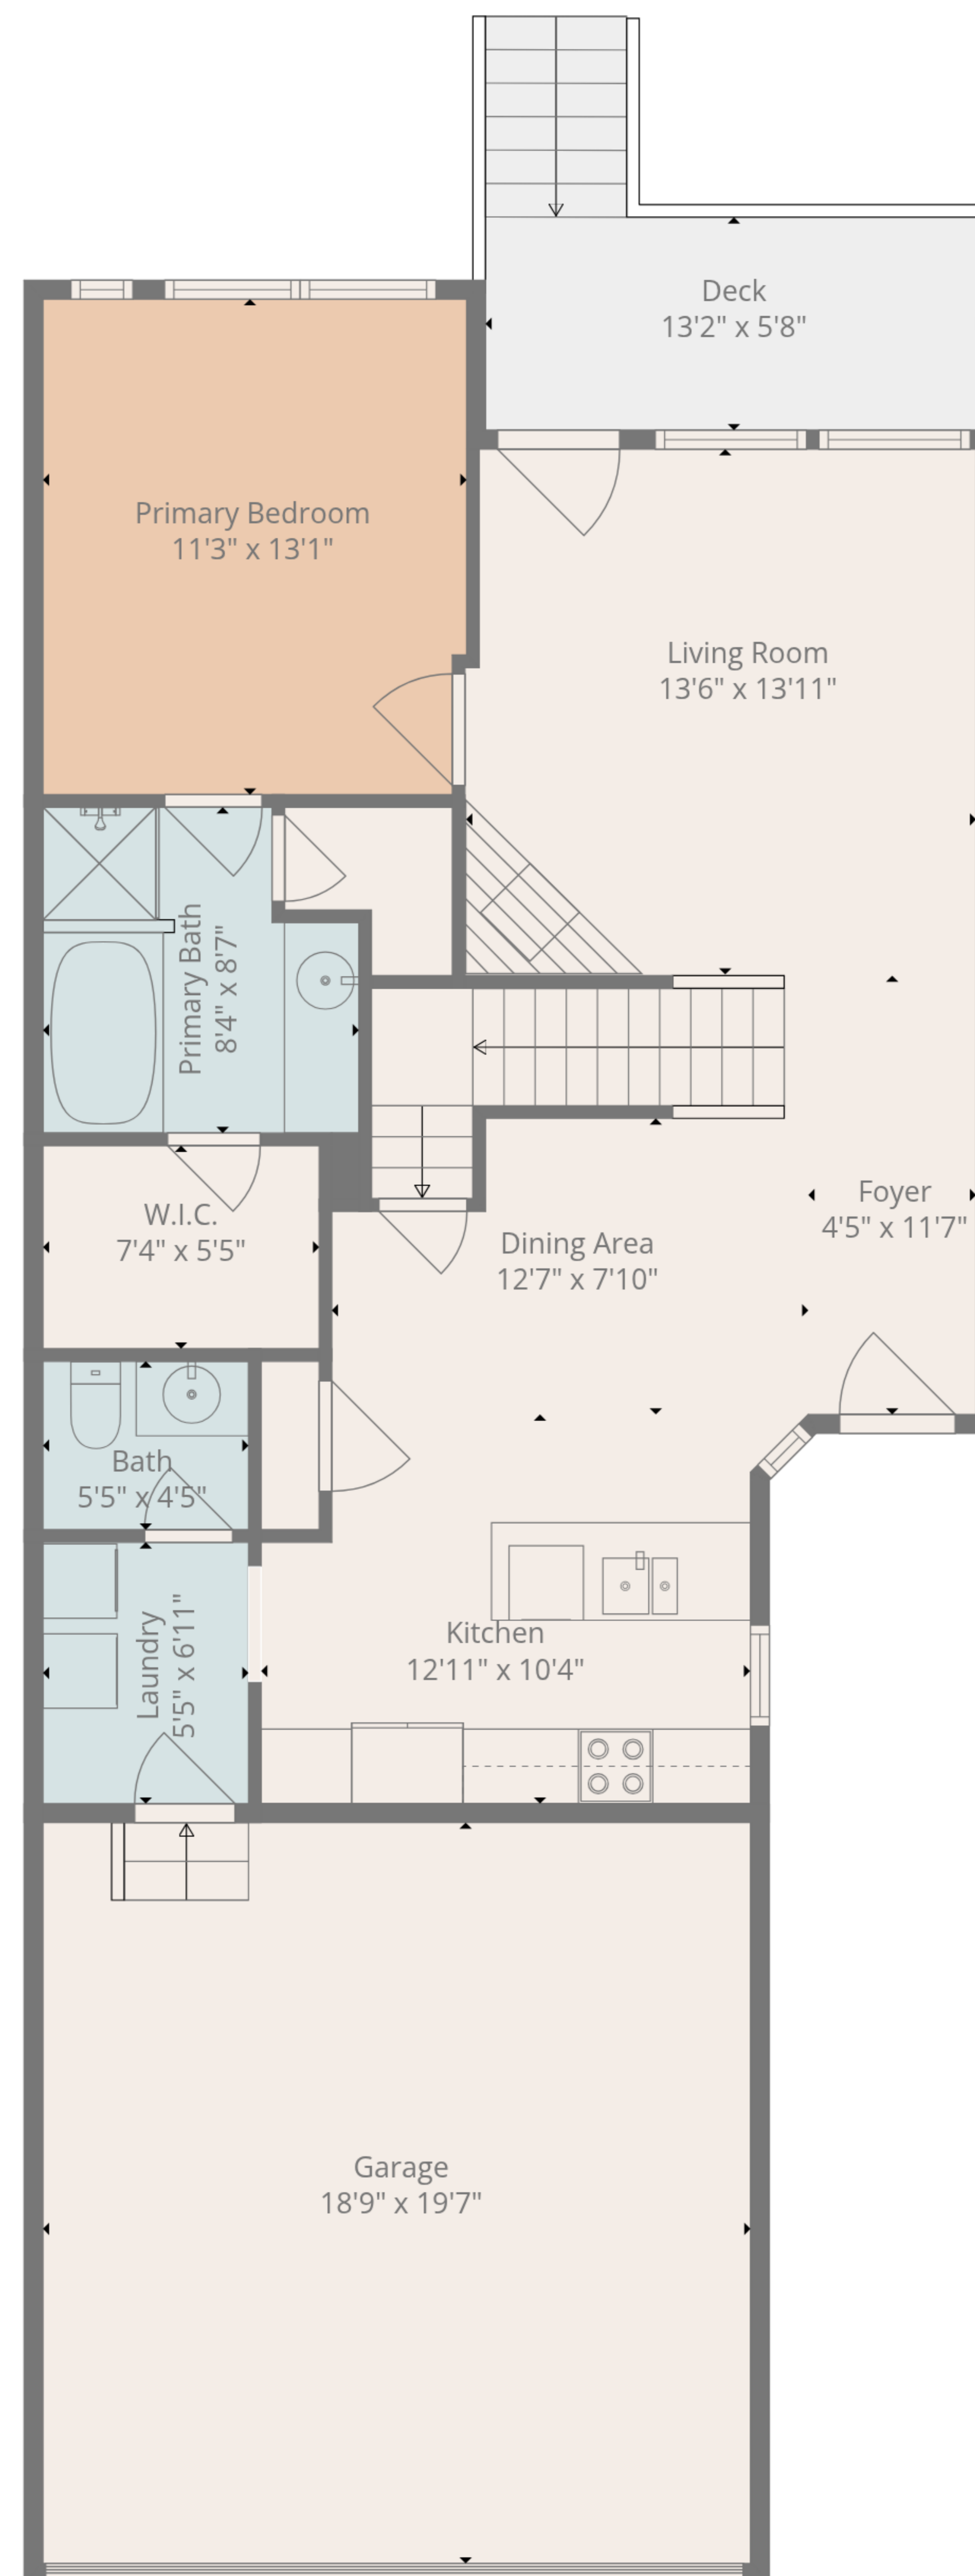 Deck
13'2" x 5'8"
Primary Bedroom
11'3" x 13'1"
Living Room
13'6" x 13'11"
Primary Bath
8'4" x 8'7"
Foyer
4'5" x 11'7"
W.I.C.
7'4" x 5'5"
Dining Area
12'7" x 7'10"
Bath
5'5" x 4'5"
Kitchen
12'11" x 10'4"
Laundry
5'5" x 6'11"
Garage
18'9" x 19'7"